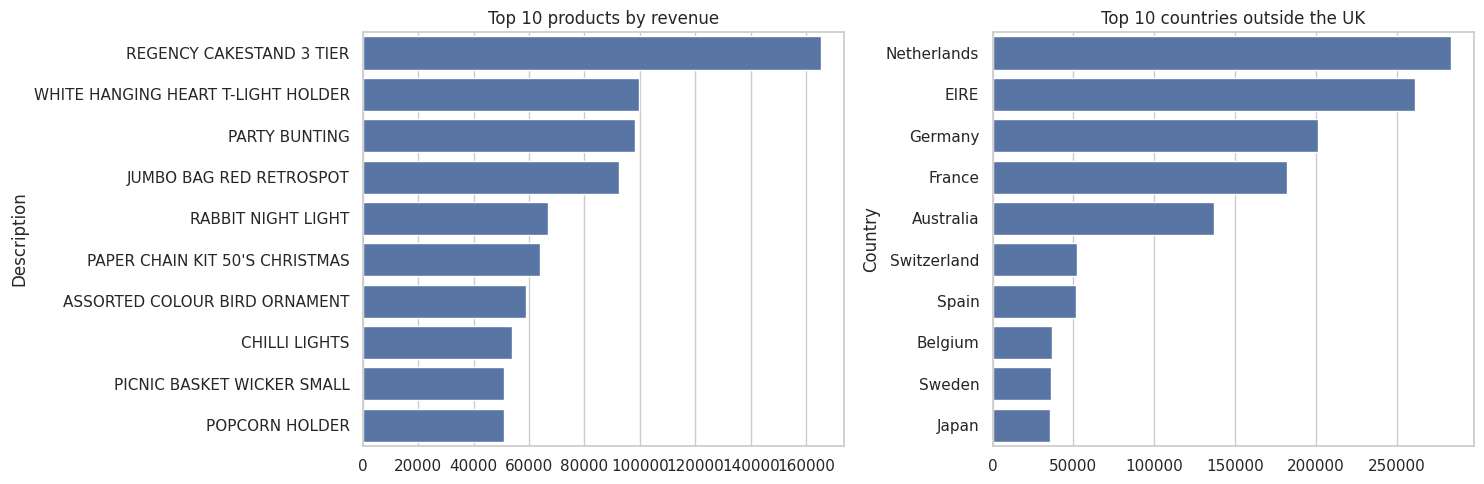 Top 10 products by revenue
Description
REGENCY CAKESTAND 3 TIER
WHITE HANGING HEART T-LIGHT HOLDER
PARTY BUNTING
JUMBO BAG RED RETROSPOT
RABBIT NIGHT LIGHT
PAPER CHAIN KIT 50'S CHRISTMAS
ASSORTED COLOUR BIRD ORNAMENT
CHILLI LIGHTS
PICNIC BASKET WICKER SMALL
POPCORN HOLDER
0 20000 40000 60000 80000 100000 120000 140000 160000
Top 10 countries outside the UK
Country
Netherlands
EIRE
Germany
France
Australia
Switzerland
Spain
Belgium
Sweden
Japan
0 50000 100000 150000 200000 250000